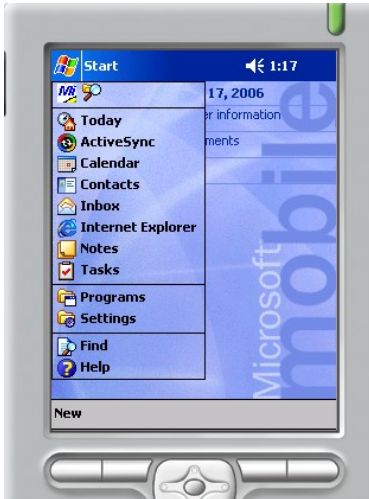 Start 1:17
17, 2006
Today
er information
ActiveSync
ments
Calendar
Contacts
Inbox
Internet Explorer
Notes
Tasks
Programs
Settings
Find
Help
Microsoft
mobile
New